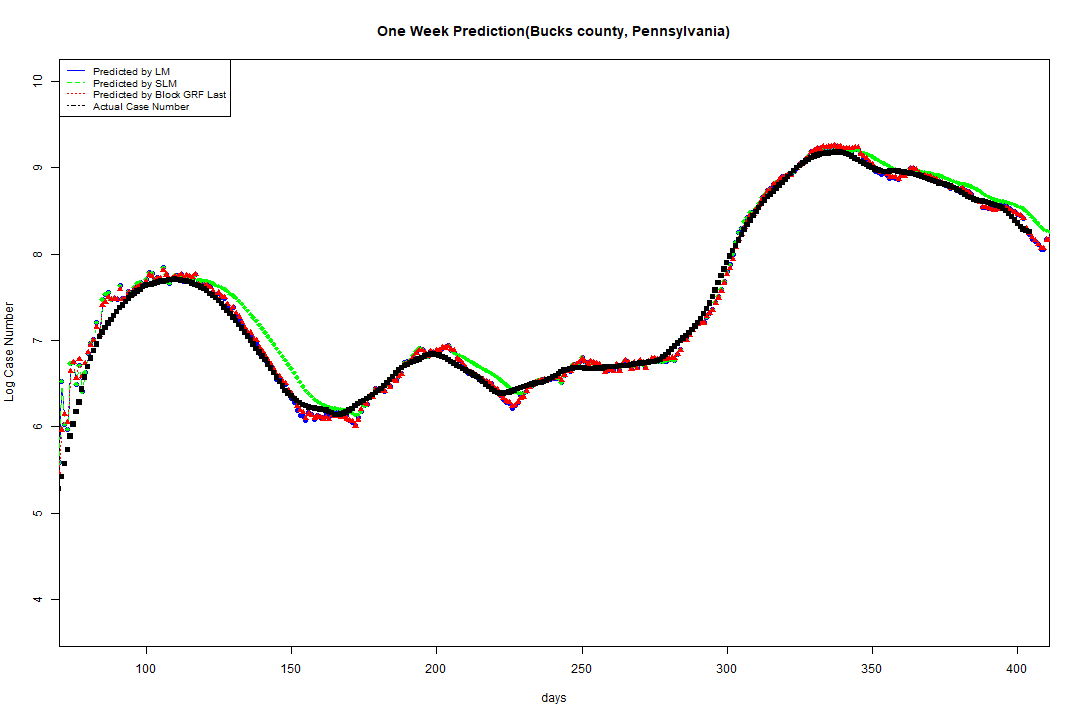 One Week Prediction(Bucks county, Pennsylvania)
Predicted by LM
Predicted by SLM
Predicted by Block GRF Last
Actual Case Number
Log Case Number
10
9
8
7
6
5
4
100 150 200 250 300 350 400
days